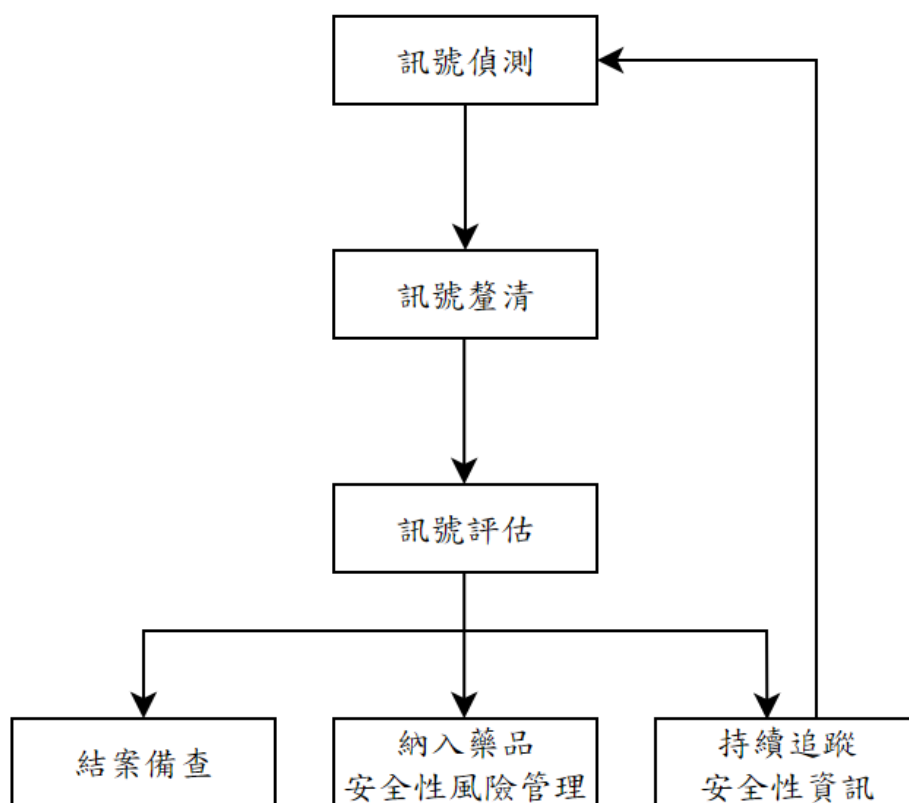 訊號偵測
訊號釐清
訊號評估
結案備查
納入藥品
安全性風險管理
持續追蹤
安全性資訊